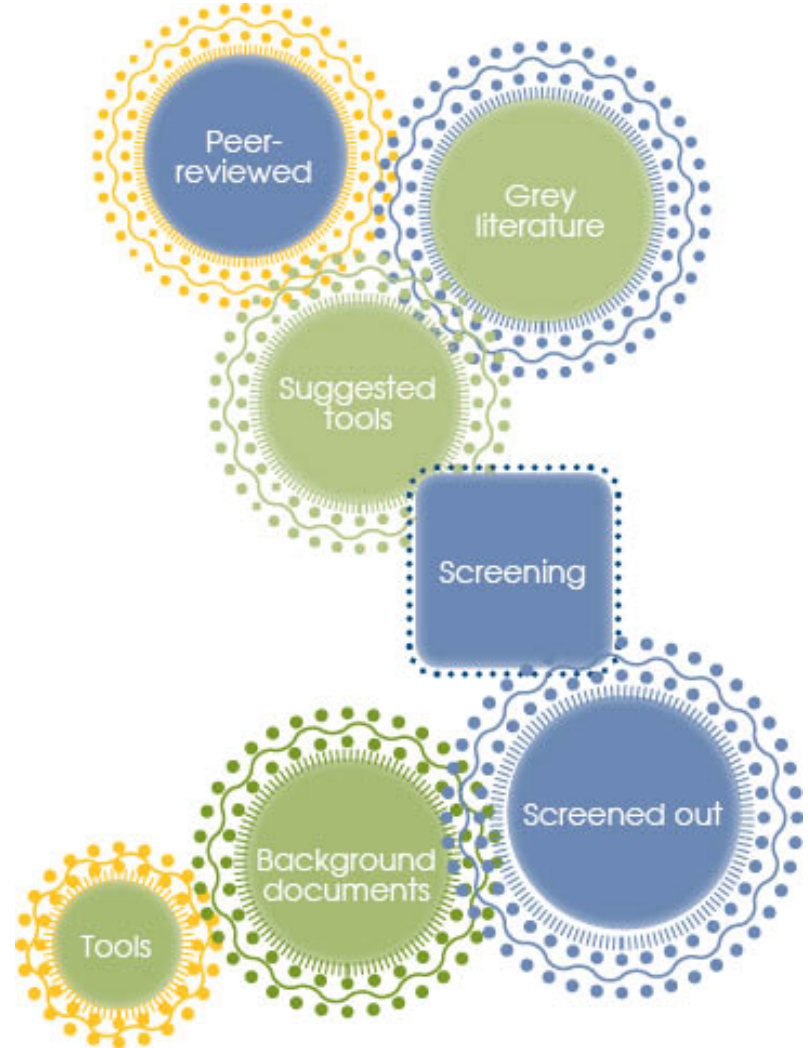 Peer-
reviewed
Grey
literature
Suggested
tools
Screening
Screened out
Background
documents
Tools